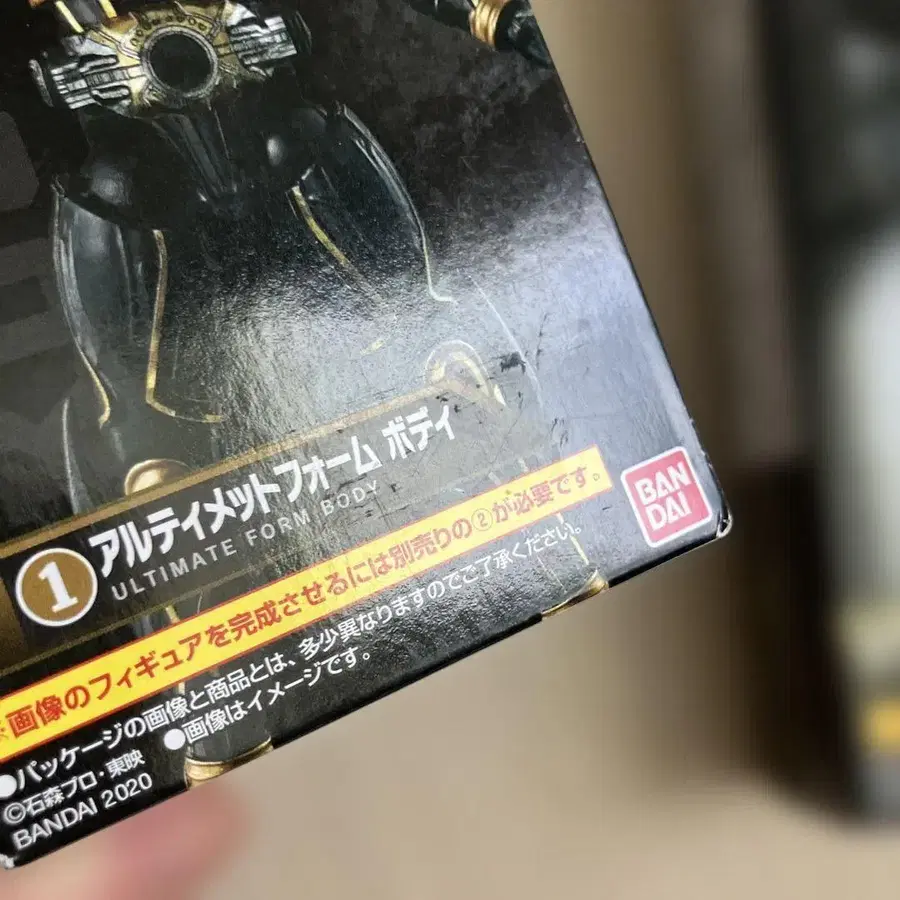 ① アルティメットフォーム ボディ
ULTIMATE FORM BODY
※画像のフィギュアを完成させるには別売りの②が必要です。
●パッケージの画像と商品とは、多少異なりますのでご了承ください。
●画像はイメージです。
©石森プロ・東映
BANDAI 2020
BAN
DAI